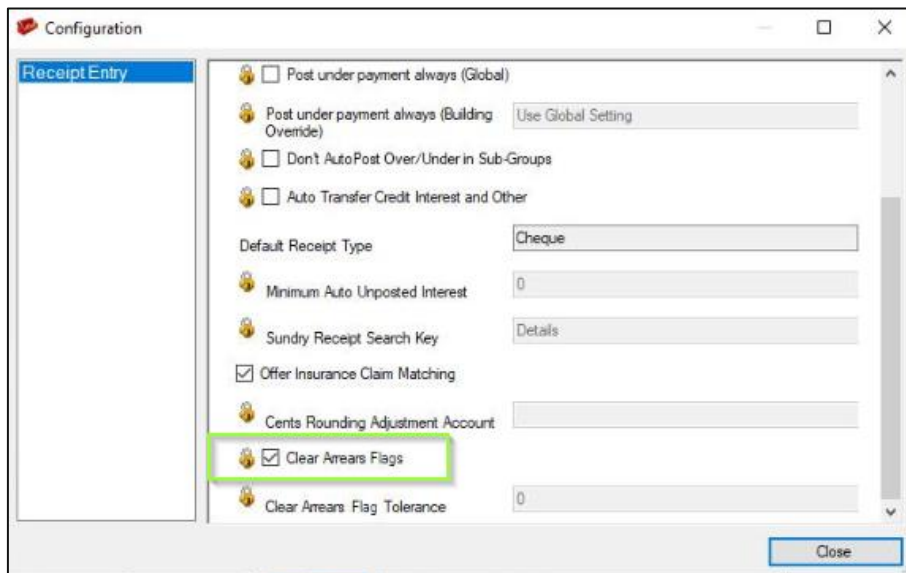 Configuration
Receipt Entry
Post under payment always (Global)
Post under payment always (Building
Override)
Use Global Setting
Don't AutoPost Over/Under in Sub-Groups
Auto Transfer Credit Interest and Other
Default Receipt Type
Cheque
Minimum Auto Unposted Interest
0
Sundry Receipt Search Key
Details
Offer Insurance Claim Matching
Cents Rounding Adjustment Account
Clear Arrears Flags
Clear Arrears Flag Tolerance
0
Close